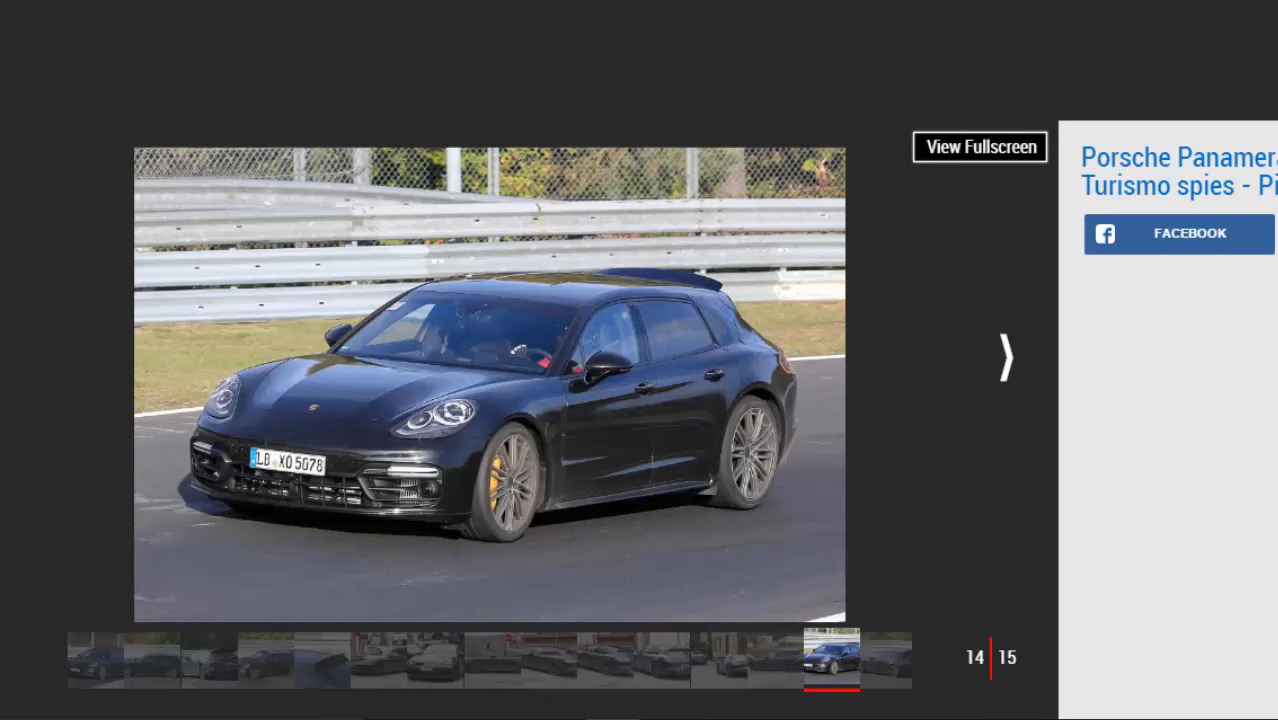 View Fullscreen
Porsche Panamera
Turismo spies - Pi
FACEBOOK
LB XO 5078
14 15